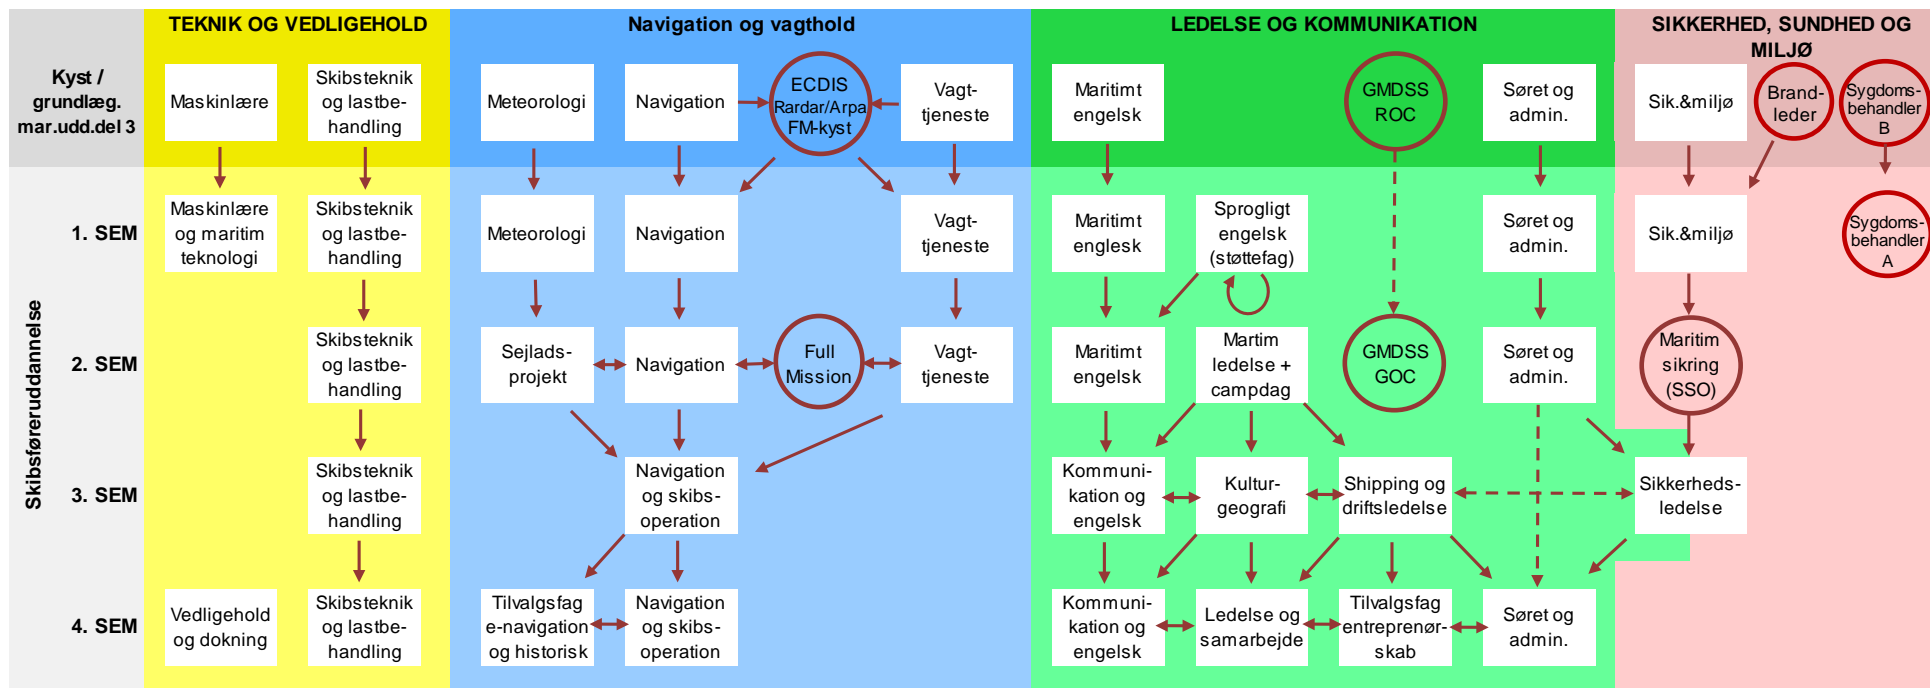 TEKNIK OG VEDLIGEHOLD
Navigation og vagthold
LEDELSE OG KOMMUNIKATION
SIKKERHED, SUNDHED OG
MILJØ
Kyst /
grundlæg.
mar.udd.del 3
Maskinlære
Skibsteknik
og lastbe-
handling
Meteorologi
Navigation
ECDIS
Rardar/Arpa
FM-kyst
Vagt-
tjeneste
Maritimt
engelsk
GMDSS
ROC
Søret og
admin.
Sik.&miljø
Brand-
leder
Sygdoms-
behandler
B
Skibsføreruddannelse
1. SEM
Maskinlære
og maritim
teknologi
Skibsteknik
og lastbe-
handling
Meteorologi
Navigation
Vagt-
tjeneste
Maritimt
englesk
Sprogligt
engelsk
(støttefag)
Søret og
admin.
Sik.&miljø
Sygdoms-
behandler
A
2. SEM
Skibsteknik
og lastbe-
handling
Sejlads-
projekt
Navigation
Full
Mission
Vagt-
tjeneste
Maritimt
engelsk
Martim
ledelse +
campdag
GMDSS
GOC
Søret og
admin.
Maritim
sikring
(SSO)
3. SEM
Skibsteknik
og lastbe-
handling
Navigation
og skibs-
operation
Kommuni-
kation og
engelsk
Kultur-
geografi
Shipping og
driftsledelse
Sikkerheds-
ledelse
4. SEM
Vedligehold
og dokning
Skibsteknik
og lastbe-
handling
Tilvalgsfag
e-navigation
og historisk
Navigation
og skibs-
operation
Kommuni-
kation og
engelsk
Ledelse og
samarbejde
Tilvalgsfag
entreprenør-
skab
Søret og
admin.